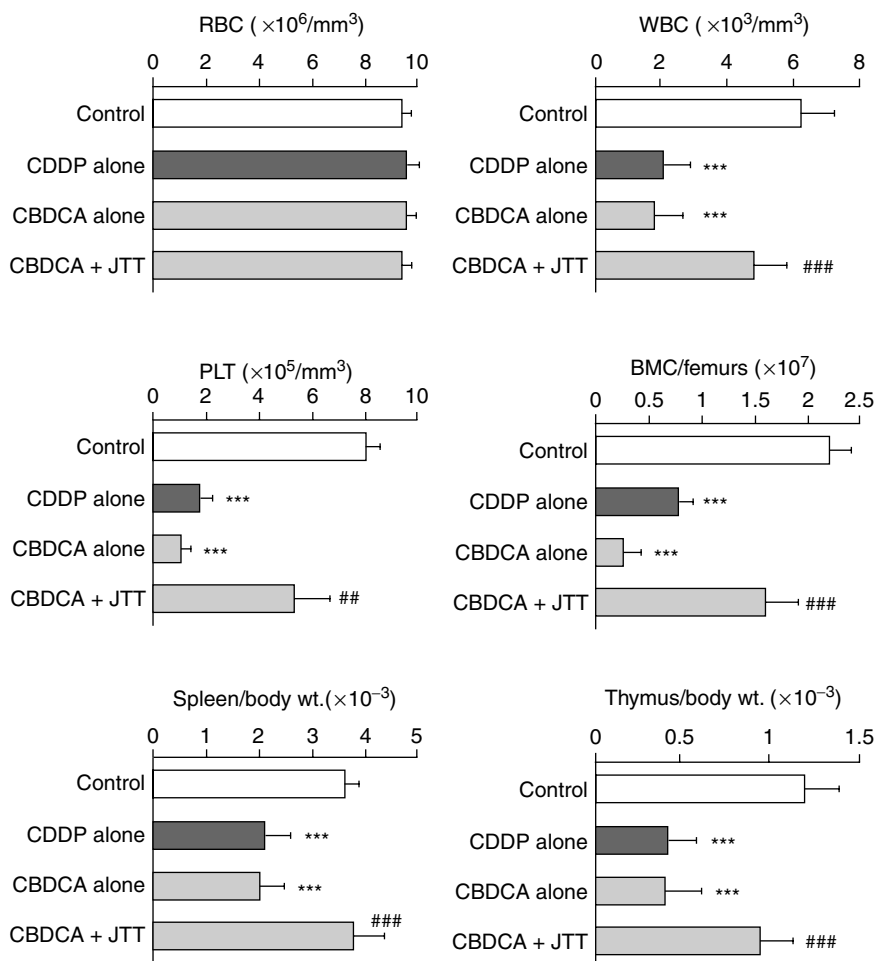 RBC ( ×10⁶/mm³)
0 2 4 6 8 10
Control
CDDP alone
CBDCA alone
CBDCA + JTT
WBC (×10³/mm³)
0 2 4 6 8
Control
CDDP alone ***
CBDCA alone ***
CBDCA + JTT ###
PLT (×10⁵/mm³)
0 2 4 6 8 10
Control
CDDP alone ***
CBDCA alone ***
CBDCA + JTT ##
BMC/femurs (×10⁷)
0 0.5 1 1.5 2 2.5
Control
CDDP alone ***
CBDCA alone ***
CBDCA + JTT ###
Spleen/body wt.(×10⁻³)
0 1 2 3 4 5
Control
CDDP alone ***
CBDCA alone ***
CBDCA + JTT ###
Thymus/body wt. (×10⁻³)
0 0.5 1 1.5
Control
CDDP alone ***
CBDCA alone ***
CBDCA + JTT ###